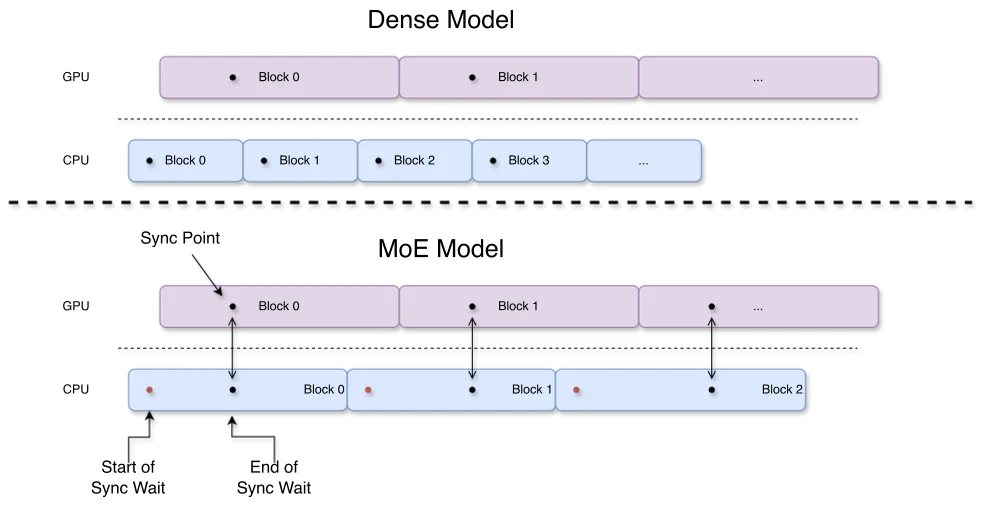 Dense Model
GPU
Block 0
Block 1
...
CPU
Block 0
Block 1
Block 2
Block 3
...
Sync Point
MoE Model
GPU
Block 0
Block 1
...
CPU
Block 0
Block 1
Block 2
Start of
Sync Wait
End of
Sync Wait